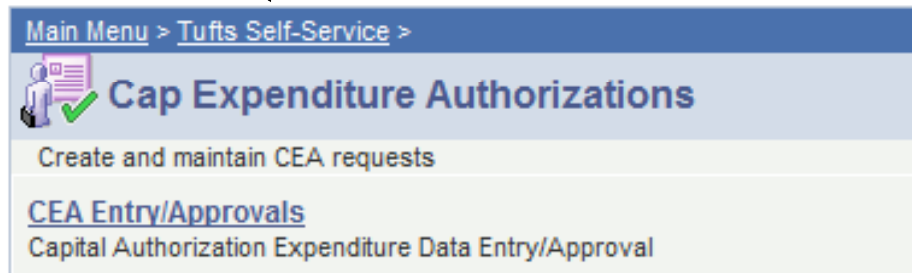 Main Menu > Tufts Self-Service >
Cap Expenditure Authorizations
Create and maintain CEA requests
CEA Entry/Approvals
Capital Authorization Expenditure Data Entry/Approval